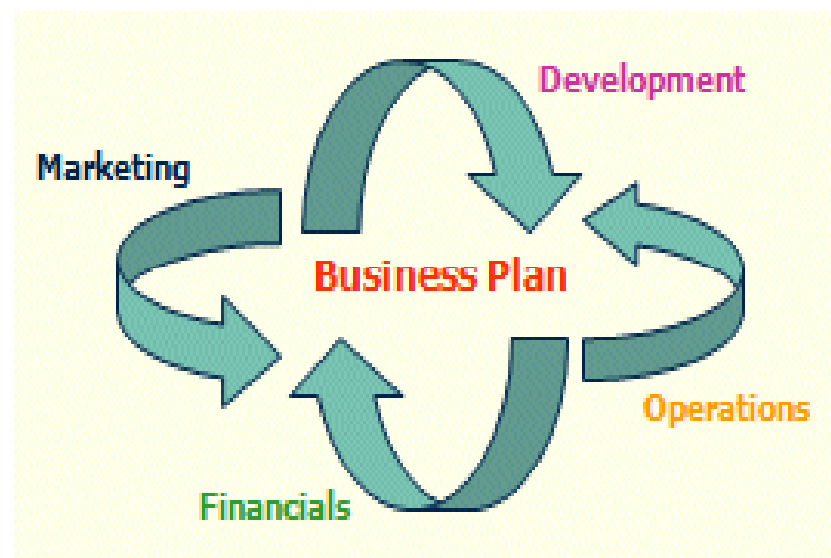 Development
Marketing
Business Plan
Operations
Financials